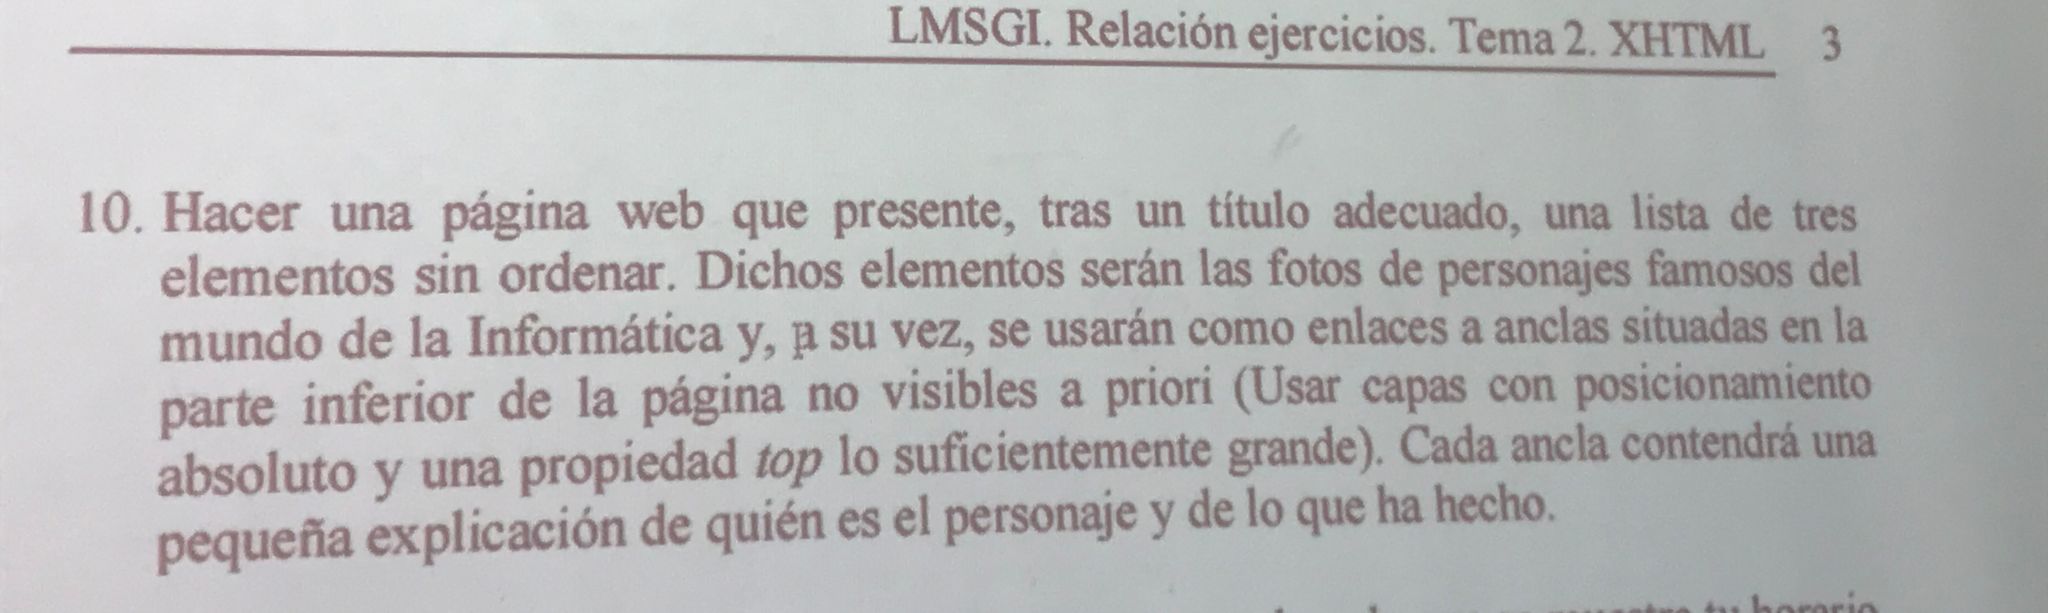 LMSGI. Relación ejercicios. Tema 2. XHTML 3
10. Hacer una página web que presente, tras un título adecuado, una lista de tres
elementos sin ordenar. Dichos elementos serán las fotos de personajes famosos del
mundo de la Informática y, a su vez, se usarán como enlaces a anclas situadas en la
parte inferior de la página no visibles a priori (Usar capas con posicionamiento
absoluto y una propiedad top lo suficientemente grande). Cada ancla contendrá una
pequeña explicación de quién es el personaje y de lo que ha hecho.
tu horario